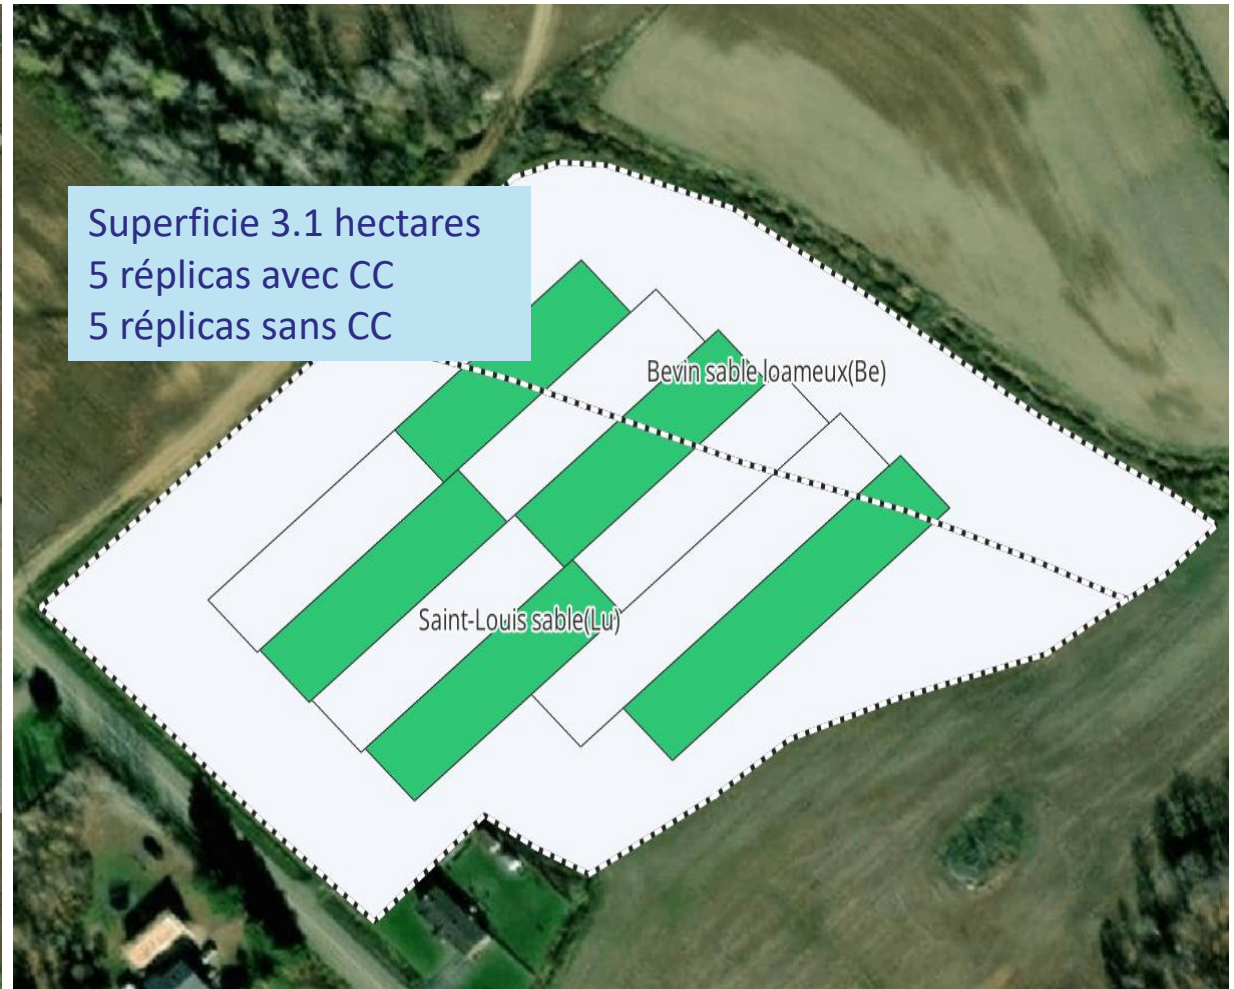 Superficie 3.1 hectares
5 réplicas avec CC
5 réplicas sans CC
Bevin sable loameux(Be)
Saint-Louis sable(Lu)